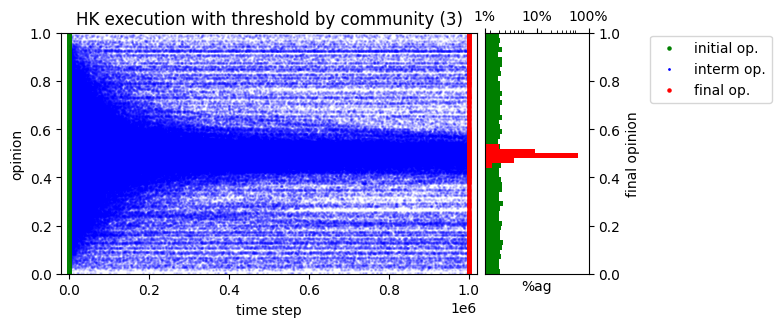 HK execution with threshold by community (3)
1% 10% 100%
initial op.
interm op.
final op.
opinion
1.0
0.8
0.6
0.4
0.2
0.0
0.0 0.2 0.4 0.6 0.8 1.0
1e6
time step
%ag
1.0
0.8
0.6
0.4
0.2
0.0
final opinion